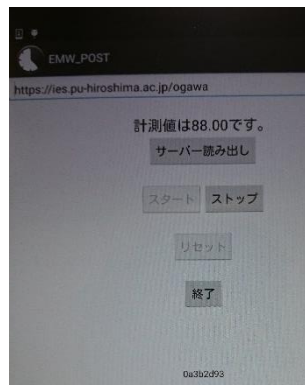 EMW_POST
https://ies.pu-hiroshima.ac.jp/ogawa
計測値は88.00です。
サーバー読み出し
スタート ストップ
リセット
終了
0a3b2d93